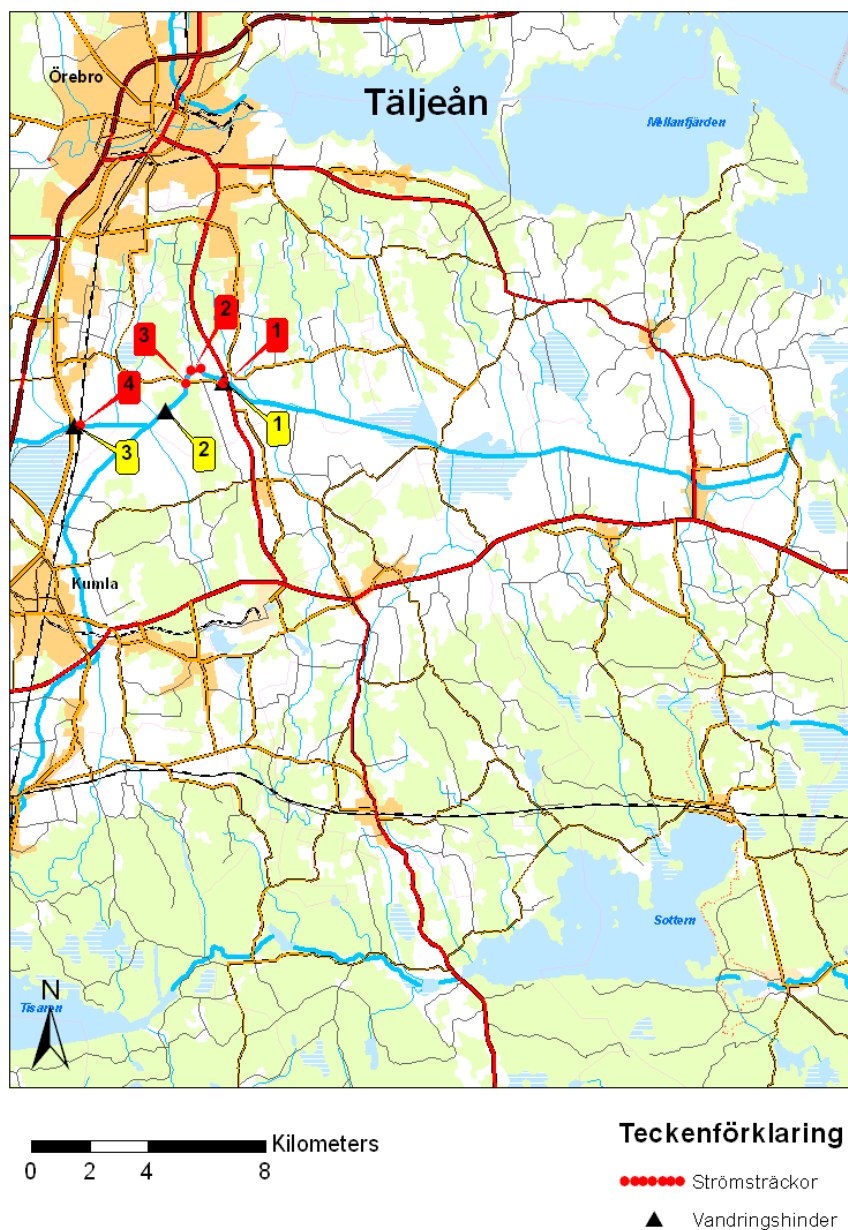 Örebro
Täljeån
Mellanfjärden
2
3
1
4
1
2
3
Kumla
Sottern
N
Tisaren
Kilometers
0 2 4 8
Teckenförklaring
Strömsträckor
Vandringshinder